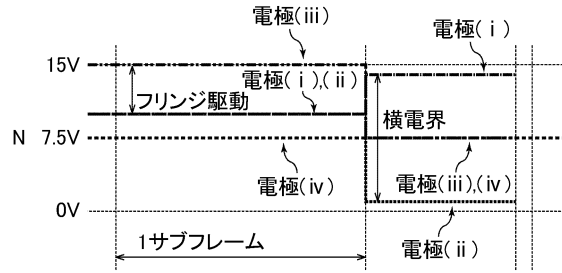 電極(iii)
電極(ⅰ)
15V
電極(ⅰ),(ⅱ)
フリンジ駆動
横電界
N 7.5V
電極(iv)
電極(iii),(iv)
0V
電極(ⅱ)
1サブフレーム